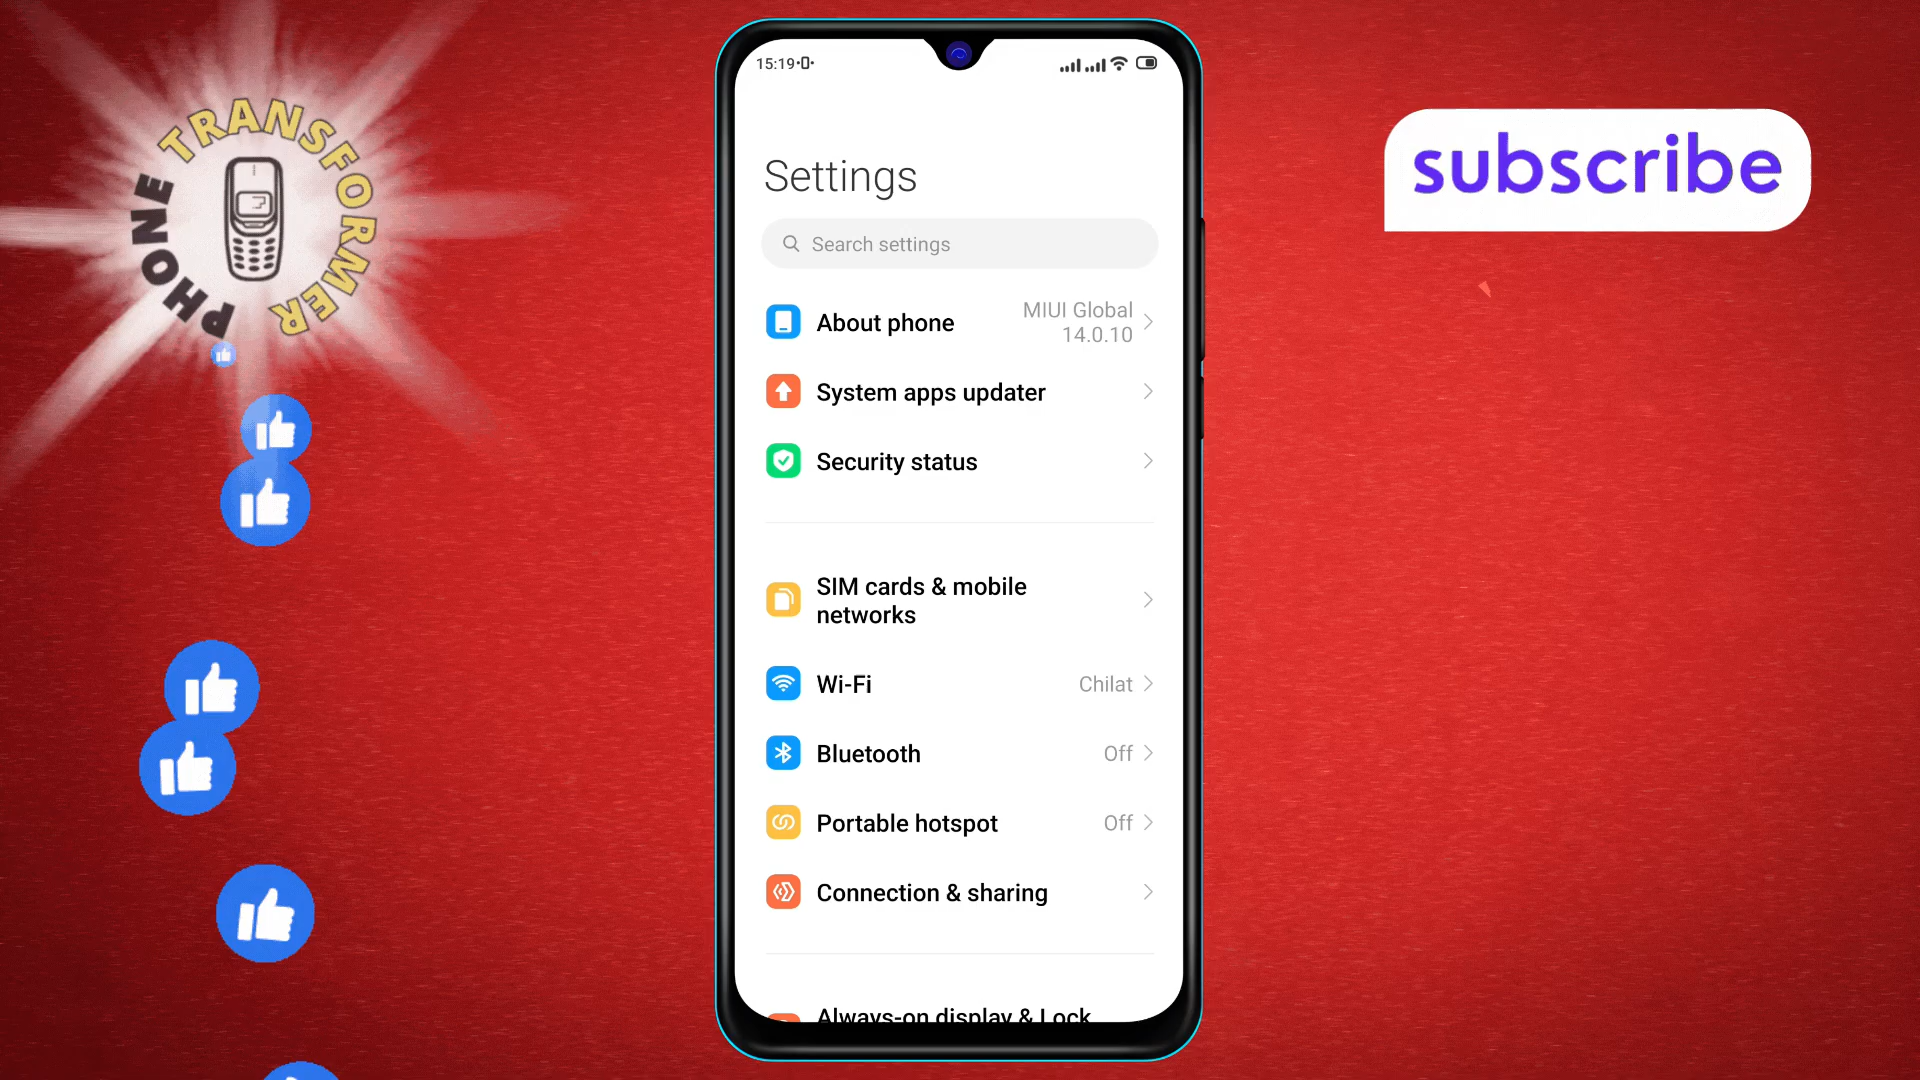 PHONE TRANSFORMER
subscribe
15:19
Settings
Search settings
About phone
MIUI Global
14.0.10
System apps updater
Security status
SIM cards & mobile
networks
Wi-Fi
Chilat
Bluetooth
Off
Portable hotspot
Off
Connection & sharing
Always-on display & Lock